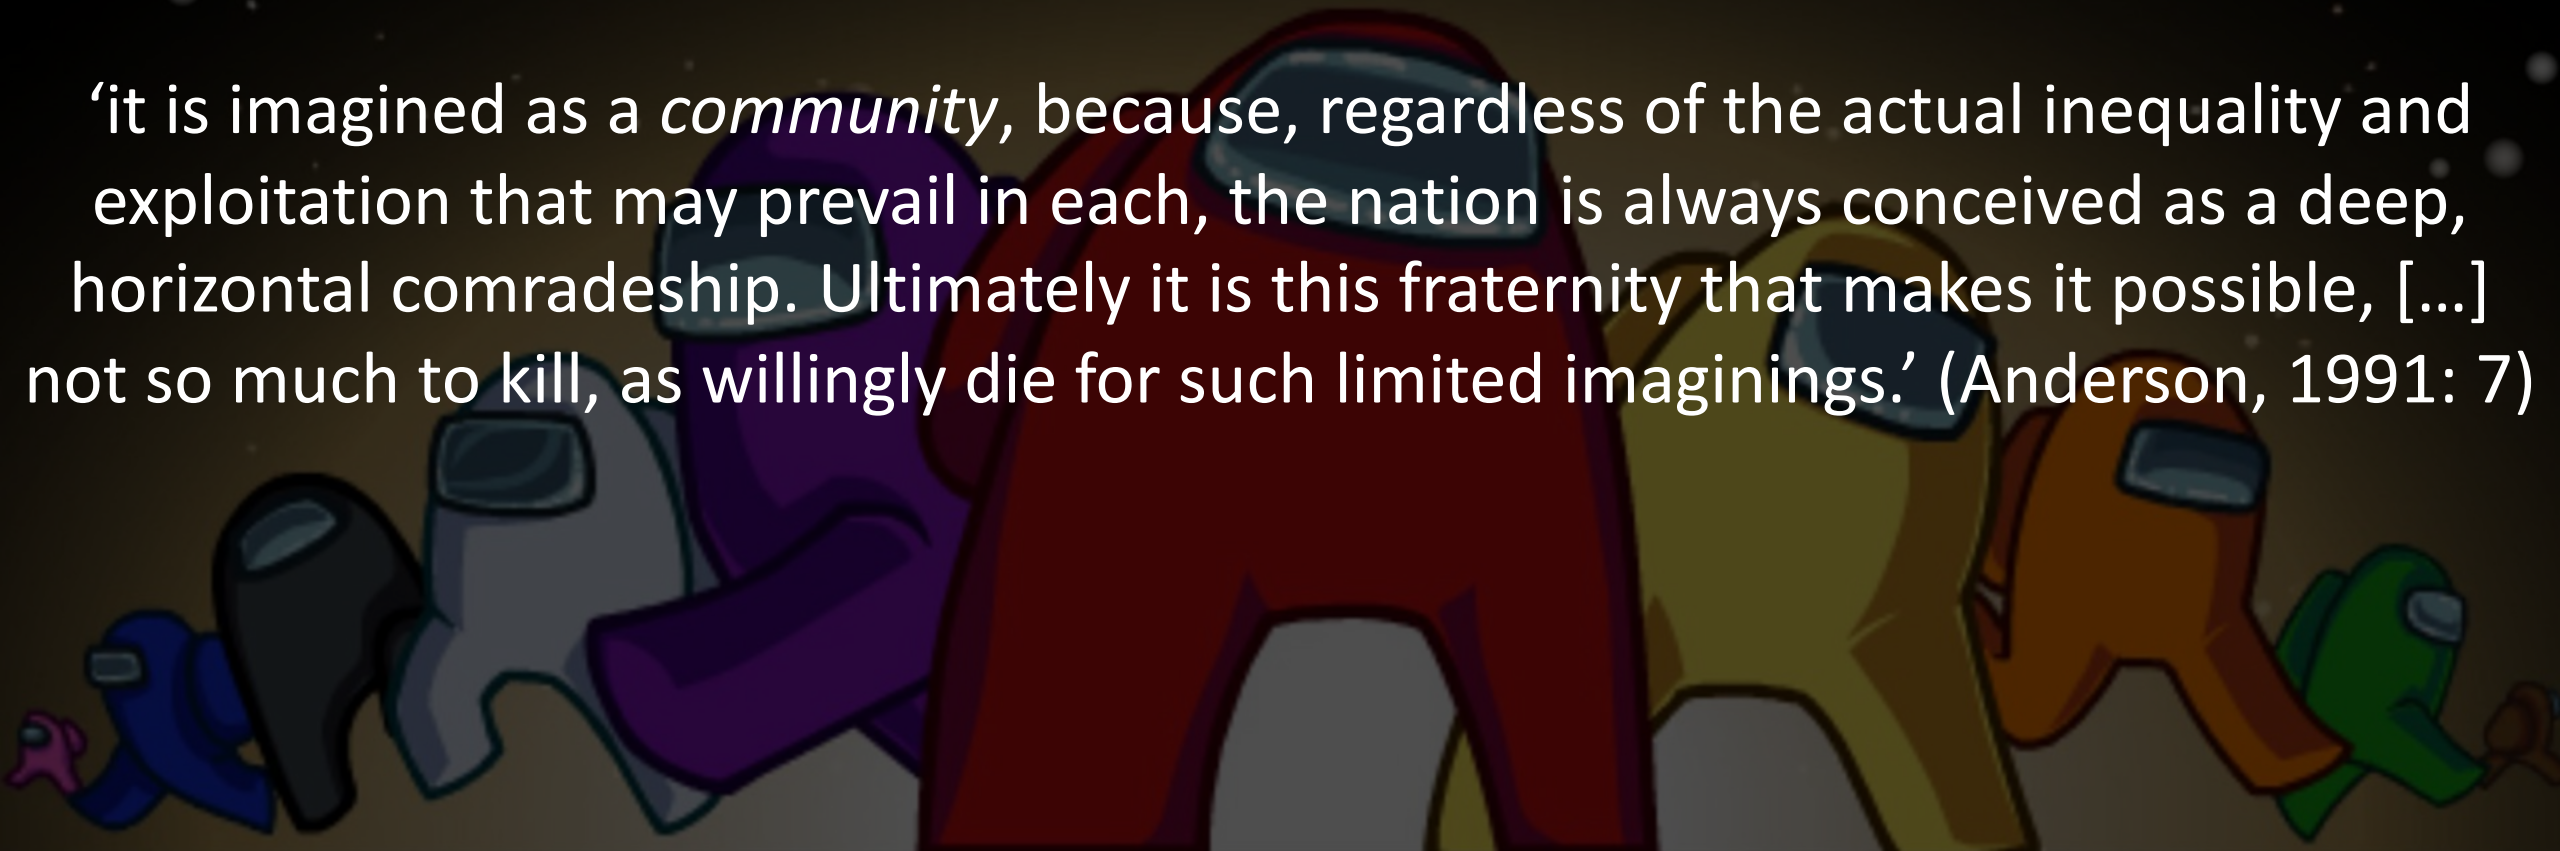 ‘it is imagined as a community, because, regardless of the actual inequality and
exploitation that may prevail in each, the nation is always conceived as a deep,
horizontal comradeship. Ultimately it is this fraternity that makes it possible, […]
not so much to kill, as willingly die for such limited imaginings.’ (Anderson, 1991: 7)